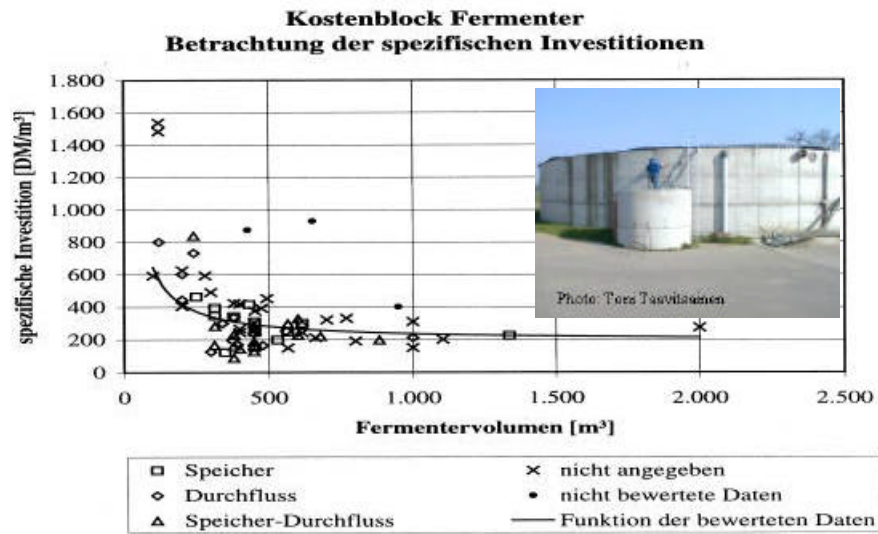 Kostenblock Fermenter
Betrachtung der spezifischen Investitionen
spezifische Investition [DM/m³]
1.800
1.600
1.400
1.200
1.000
800
600
400
200
0
0
500
1.000
1.500
2.000
2.500
Fermentervolumen [m³]
Photo: Tors
Speicher
Durchfluss
Speicher-Durchfluss
nicht angegeben
nicht bewertete Daten
Funktion der bewerteten Daten